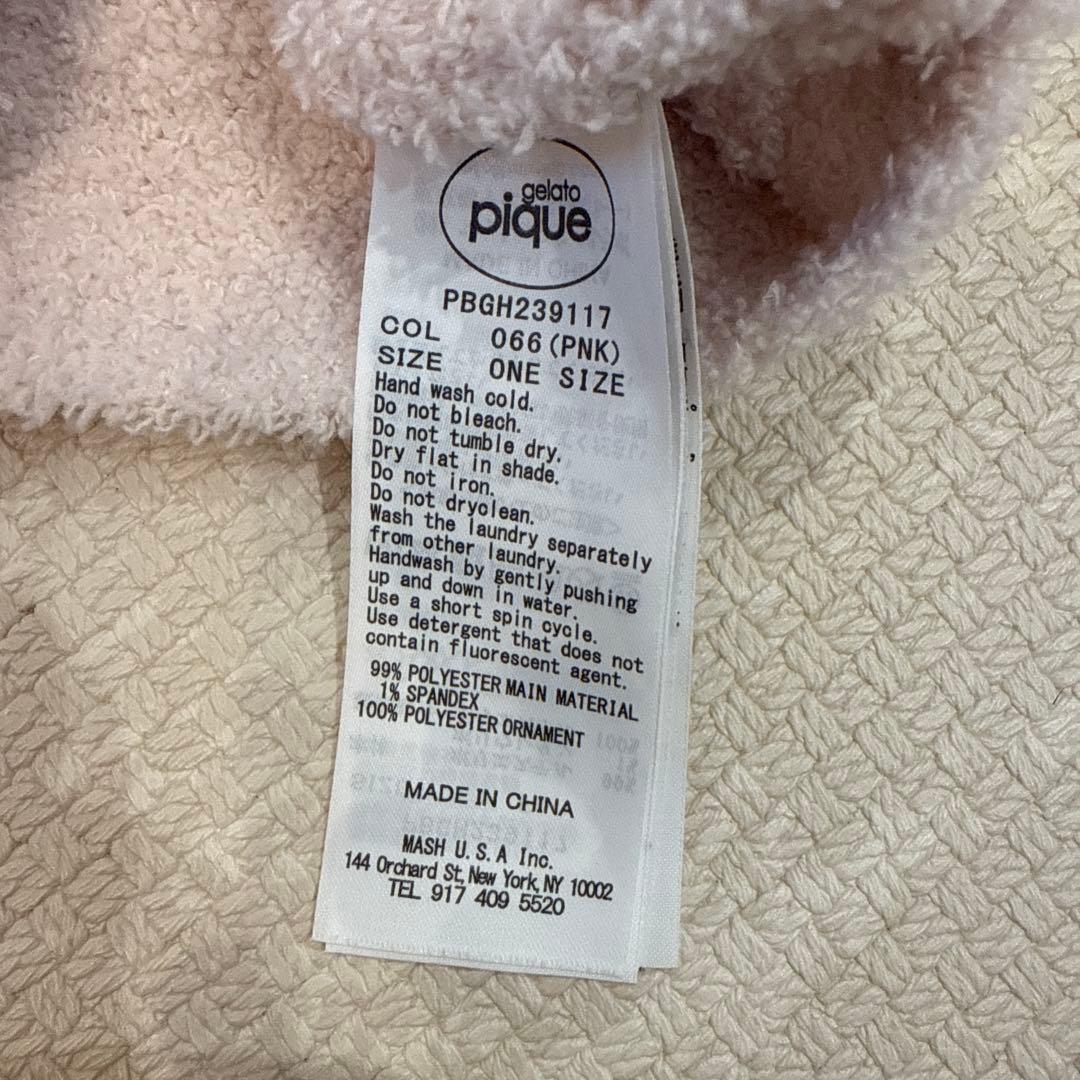 gelato
pique
PBGH239117
COL 066 (PNK)
SIZE ONE SIZE
Hand wash cold.
Do not bleach.
Do not tumble dry.
Dry flat in shade.
Do not iron.
Do not dryclean.
Wash the laundry separately
from other laundry.
Handwash by gently pushing
up and down in water.
Use a short spin cycle.
Use detergent that does not
contain fluorescent agent.
99% POLYESTER MAIN MATERIAL
1% SPANDEX
100% POLYESTER ORNAMENT
MADE IN CHINA
MASH U.S.A Inc.
144 Orchard St, New York, NY 10002
TEL 917 409 5520